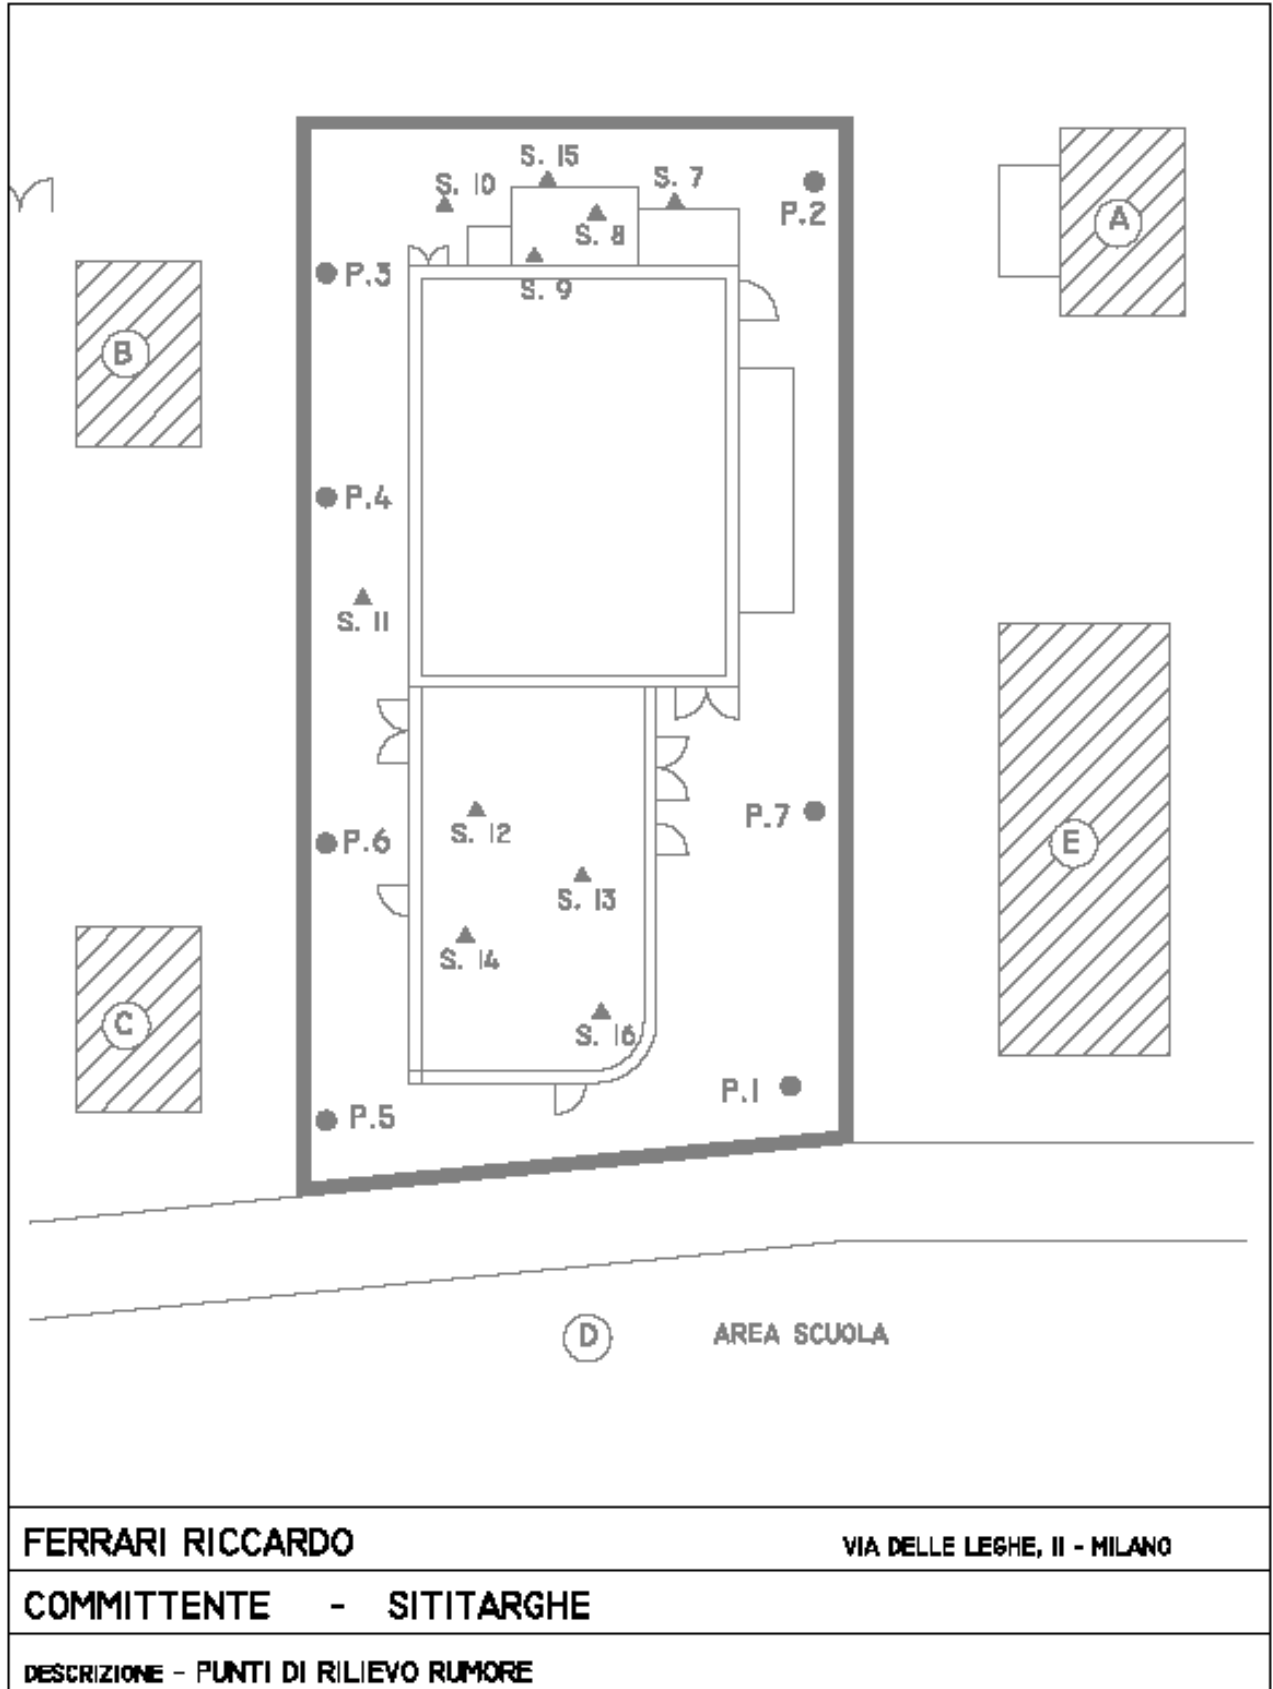 S. 15
S. 10
S. 7
P.2
A
S. 8
P.3
S. 9
B
P.4
S. 11
P.7
S. 12
P.6
E
S. 13
S. 14
C
S. 16
P.1
P.5
D
AREA SCUOLA
FERRARI RICCARDO
VIA DELLE LEGHE, 11 - MILANO
COMMITTENTE - SITITARGHE
DESCRIZIONE - PUNTI DI RILIEVO RUMORE